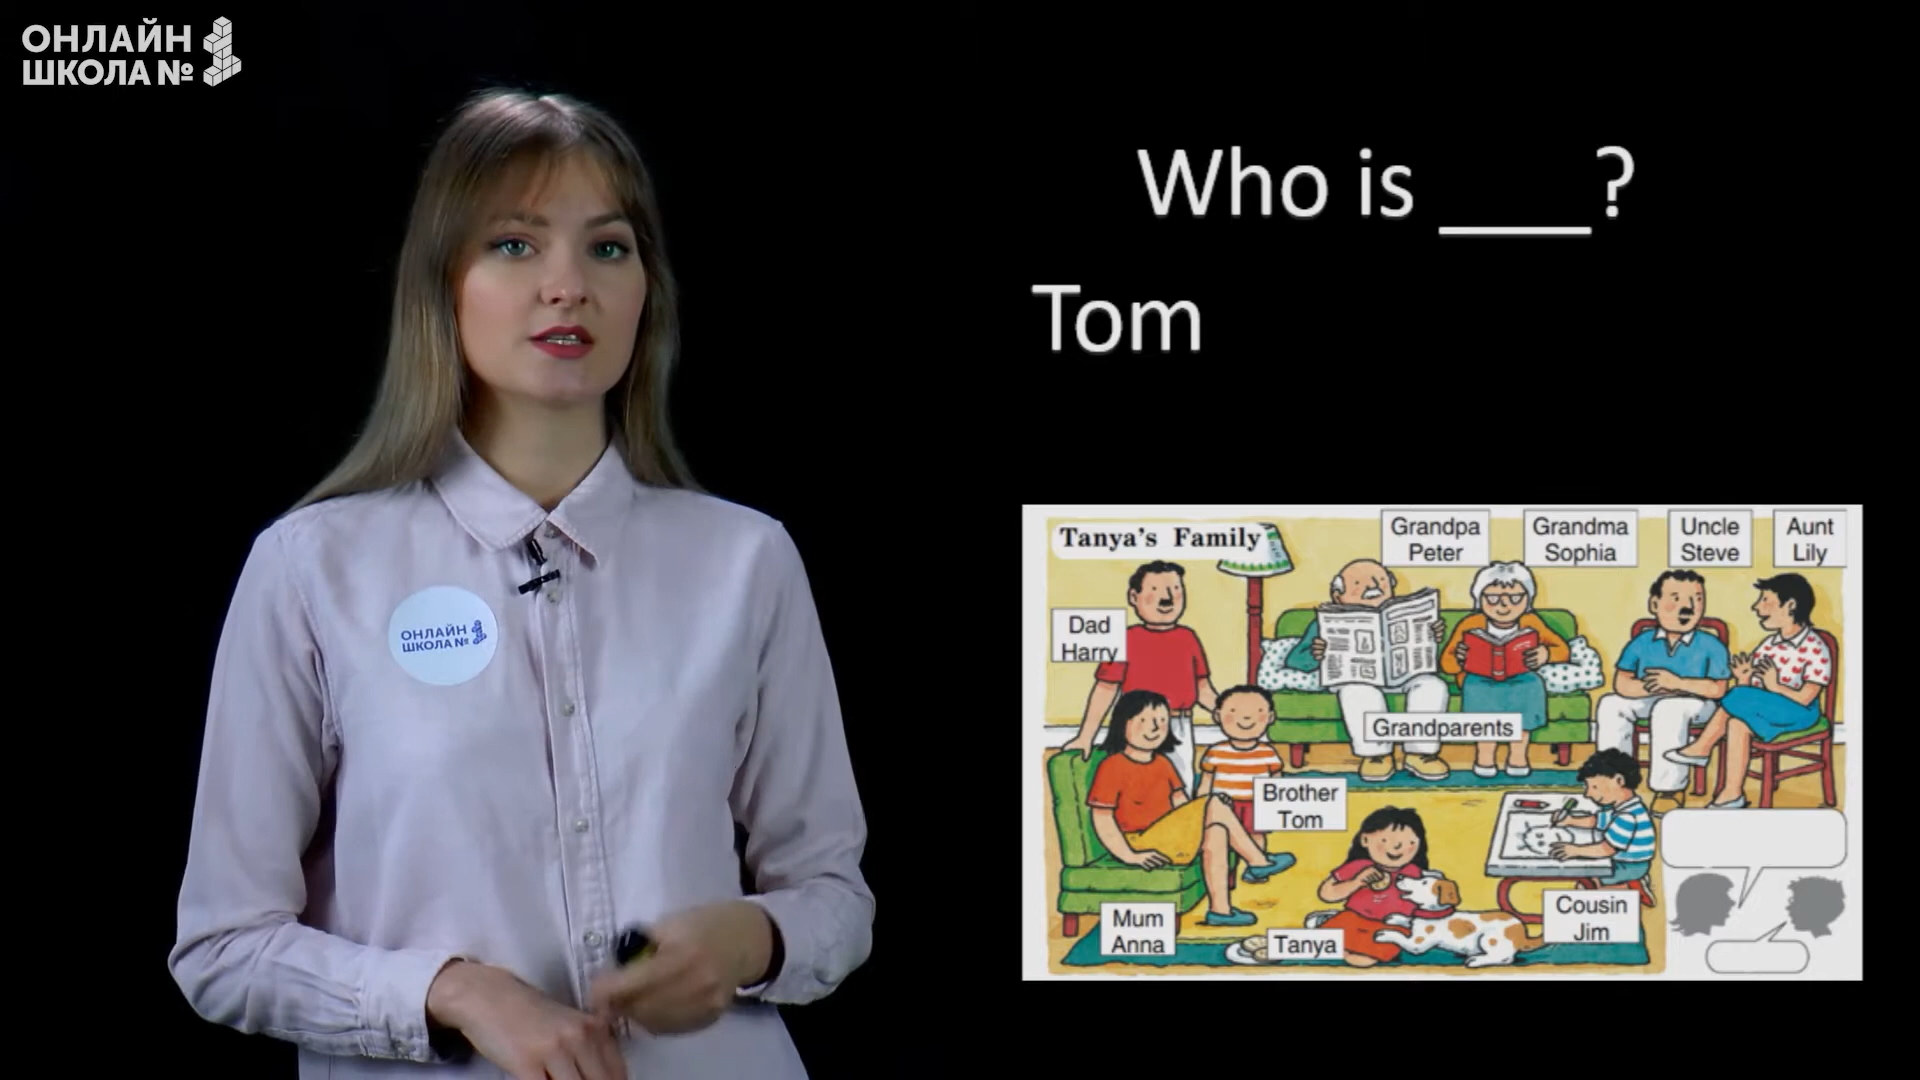 ОНЛАЙН
ШКОЛА №
Who is ___?
Tom
ОНЛАЙН
ШКОЛА №
Tanya's Family
Grandpa
Peter
Grandma
Sophia
Uncle
Steve
Aunt
Lily
Dad
Harry
Grandparents
Brother
Tom
Mum
Anna
Tanya
Cousin
Jim